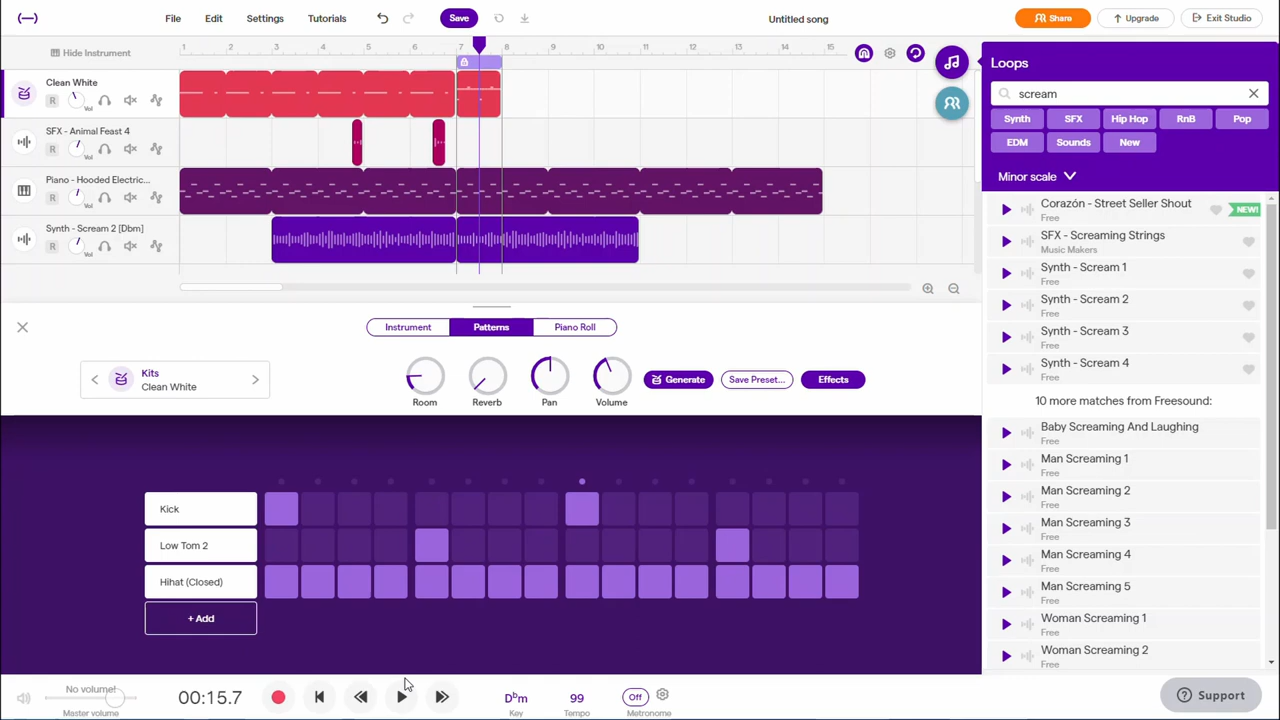 File Edit Settings Tutorials Save Untitled song Share Upgrade Exit Studio
Hide Instrument 1 2 3 4 5 6 7 8 9 10 11 12 13 14 15
Clean White
R Vol
SFX - Animal Feast 4
R Vol
Piano - Hooded Electric...
R Vol
Synth - Scream 2 [Dbm]
R Vol
Instrument Patterns Piano Roll
Kits
Clean White
Room Reverb Pan Volume
Generate Save Preset... Effects
Kick
Low Tom 2
Hihat (Closed)
+ Add
No volume!
Master volume
00:15.7
Dbm
Key
99
Tempo
Off
Metronome
Loops
scream
Synth SFX Hip Hop RnB Pop
EDM Sounds New
Minor scale
Corazón - Street Seller Shout
Free
NEW!
SFX - Screaming Strings
Music Makers
Synth - Scream 1
Free
Synth - Scream 2
Free
Synth - Scream 3
Free
Synth - Scream 4
Free
10 more matches from Freesound:
Baby Screaming And Laughing
Free
Man Screaming 1
Free
Man Screaming 2
Free
Man Screaming 3
Free
Man Screaming 4
Free
Man Screaming 5
Free
Woman Screaming 1
Free
Woman Screaming 2
Free
Support